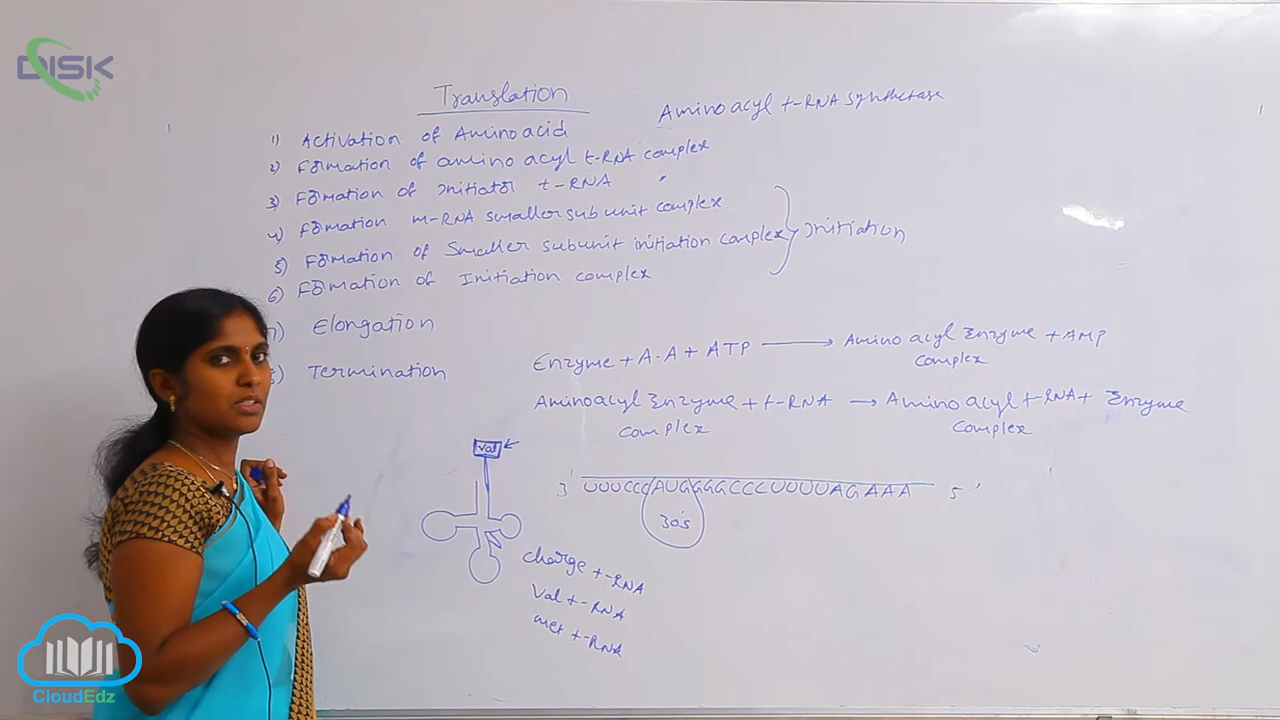 DISK
Translation
Amino acyl t-RNA synthetase
1) Activation of Amino acid
2) Formation of amino acyl t-RNA complex
3) Formation of Initiator t-RNA
4) Formation m-RNA smaller sub unit complex
5) Formation of Smaller subunit initiation complex
6) Formation of Initiation complex
Initiation
7) Elongation
8) Termination
Enzyme + A-A + ATP → Amino acyl Enzyme + AMP
complex
Aminoacyl Enzyme + t-RNA → Amino acyl t-RNA + Enzyme
complex complex
val
3' UUUCCCAUGGGGCCCUUUUAGAAA 5'
30's
charge t-RNA
Val t-RNA
met t-RNA
CloudEdz